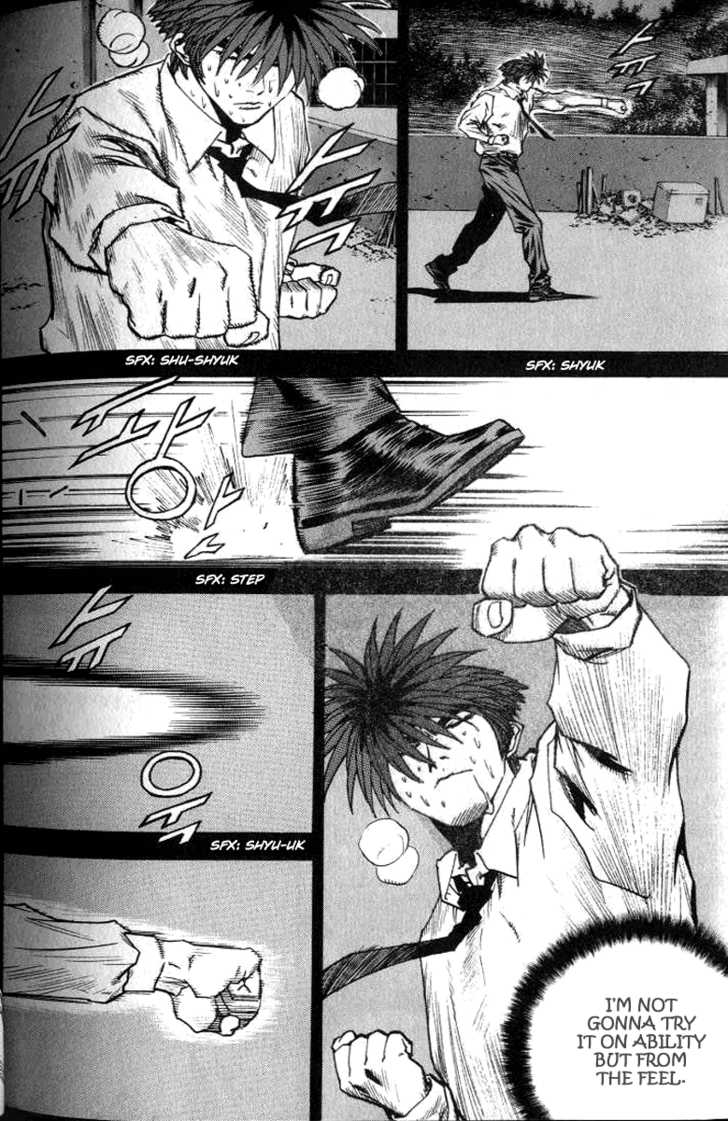 SFX: SHU-SHYUK
SFX: SHYUK
SFX: STEP
SFX: SHYU-UK
I'M NOT
GONNA TRY
IT ON ABILITY
BUT FROM
THE FEEL.